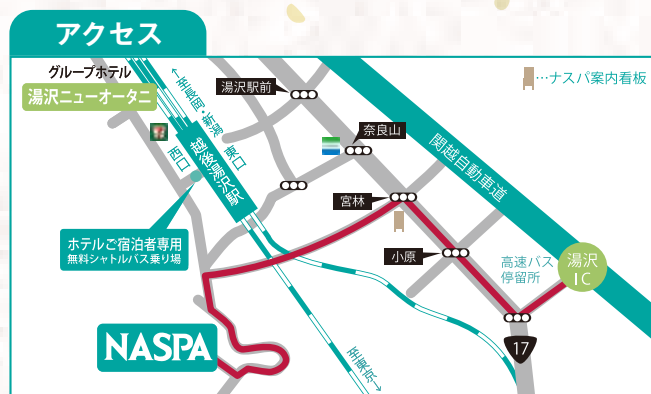 アクセス
グループホテル
湯沢ニューオータニ
↑至長岡・新潟
湯沢駅前
…ナスパ案内看板
奈良山
関越自動車道
西口
越後湯沢駅
東口
宮林
ホテルご宿泊者専用
無料シャトルバス乗り場
小原
高速バス
停留所
湯沢
IC
NASPA
至東京→
17